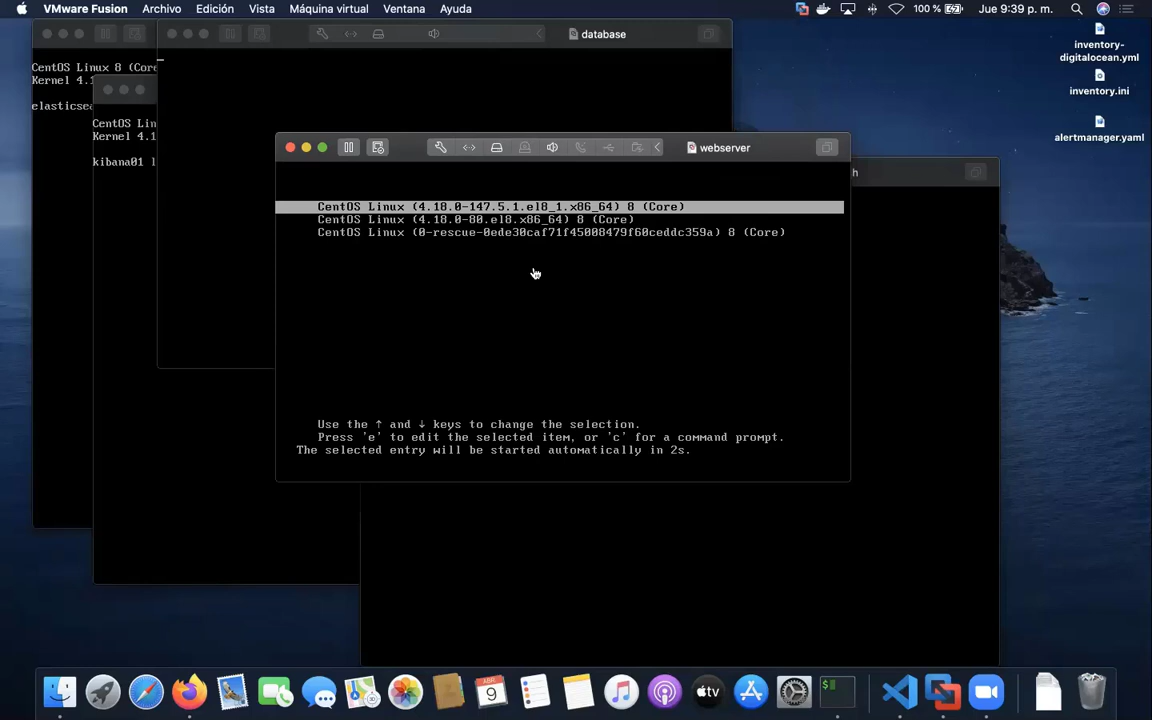 VMware Fusion Archivo Edición Vista Máquina virtual Ventana Ayuda 100 % Jue 9:39 p. m.
database
inventory-
digitalocean.yml
inventory.ini
alertmanager.yaml
CentOS Linux 8 (Core
Kernel 4.1
elasticsea
CentOS Lin
Kernel 4.1
kibana01 l
webserver
h
CentOS Linux (4.18.0-147.5.1.el8_1.x86_64) 8 (Core)
CentOS Linux (4.18.0-80.el8.x86_64) 8 (Core)
CentOS Linux (0-rescue-0ede30caf71f45008479f60ceddc359a) 8 (Core)
Use the ↑ and ↓ keys to change the selection.
Press 'e' to edit the selected item, or 'c' for a command prompt.
The selected entry will be started automatically in 2s.
ABR.
9
tv
$